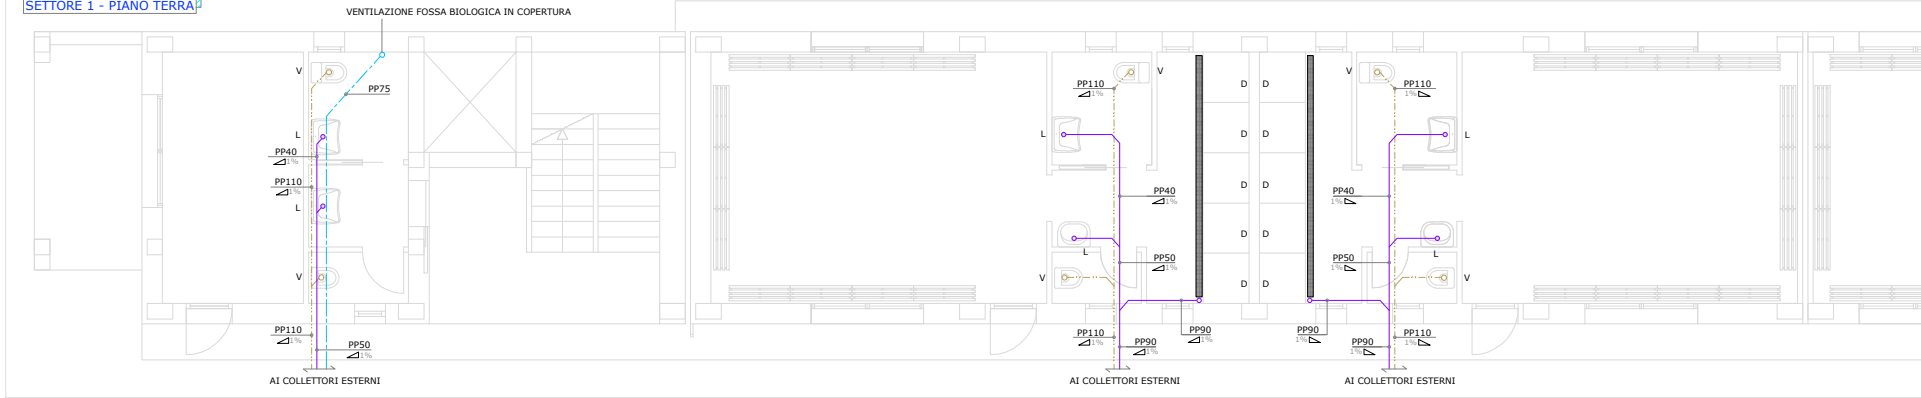 SETTORE 1 - PIANO TERRA
VENTILAZIONE FOSSA BIOLOGICA IN COPERTURA
V
PP75
L
PP40
1%
PP110
1%
L
V
PP110
1%
PP50
1%
AI COLLETTORI ESTERNI
V
PP110
1%
L
PP40
1%
L
PP50
1%
V
PP110
1%
PP90
1%
PP90
1%
AI COLLETTORI ESTERNI
D D
D D
D D
D D
D D
V
PP110
1%
L
PP40
1%
L
PP50
1%
V
PP90
1%
PP110
1%
PP90
1%
AI COLLETTORI ESTERNI